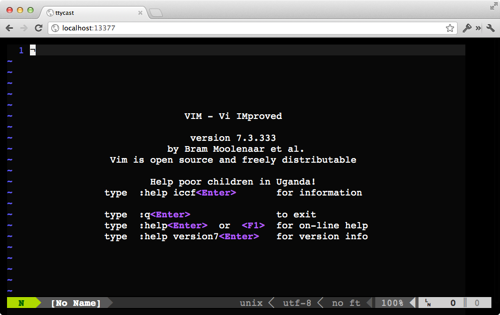 ttycast
localhost:13377
1 ¬
~
~
~
~
~
~ VIM - Vi IMproved
~
~ version 7.3.333
~ by Bram Moolenaar et al.
~ Vim is open source and freely distributable
~
~ Help poor children in Uganda!
~ type :help iccf<Enter> for information
~
~ type :q<Enter> to exit
~ type :help<Enter> or <F1> for on-line help
~ type :help version7<Enter> for version info
~
~
~
~
~
N [No Name] unix utf-8 no ft 100% 0 0